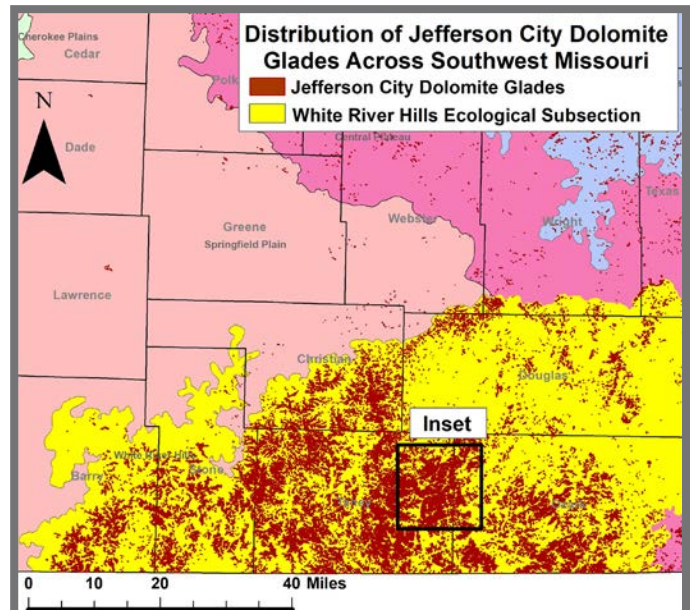 Distribution of Jefferson City Dolomite
Glades Across Southwest Missouri
Jefferson City Dolomite Glades
White River Hills Ecological Subsection
Cherokee Plains
Cedar
Polk
N
Central Plateau
Dade
Texas
Webster
Wright
Greene
Springfield Plain
Lawrence
Christian
Douglas
Inset
White River Hills
Barry
Stone
0 10 20 40 Miles